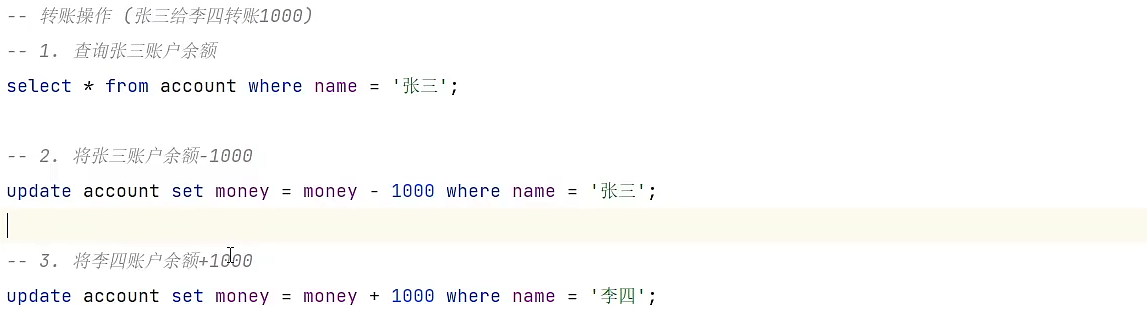 -- 转账操作 (张三给李四转账1000)
-- 1. 查询张三账户余额
select * from account where name = '张三';
-- 2. 将张三账户余额-1000
update account set money = money - 1000 where name = '张三';
-- 3. 将李四账户余额+1000
update account set money = money + 1000 where name = '李四';